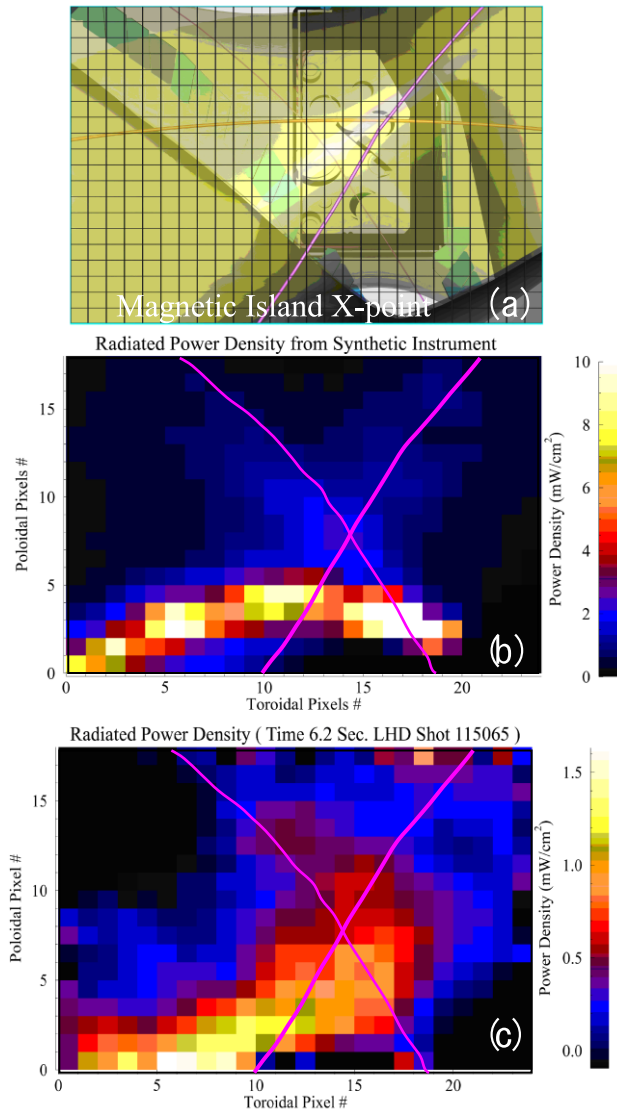 Magnetic Island X-point
(a)
Radiated Power Density from Synthetic Instrument
15
10
5
0
Poloidal Pixels #
0 5 10 15 20
Toroidal Pixels #
(b)
10
8
6
4
2
0
Power Density (mW/cm²)
Radiated Power Density ( Time 6.2 Sec. LHD Shot 115065 )
15
10
5
0
Poloidal Pixel #
0 5 10 15 20
Toroidal Pixel #
(c)
1.5
1.0
0.5
0.0
Power Density (mW/cm²)